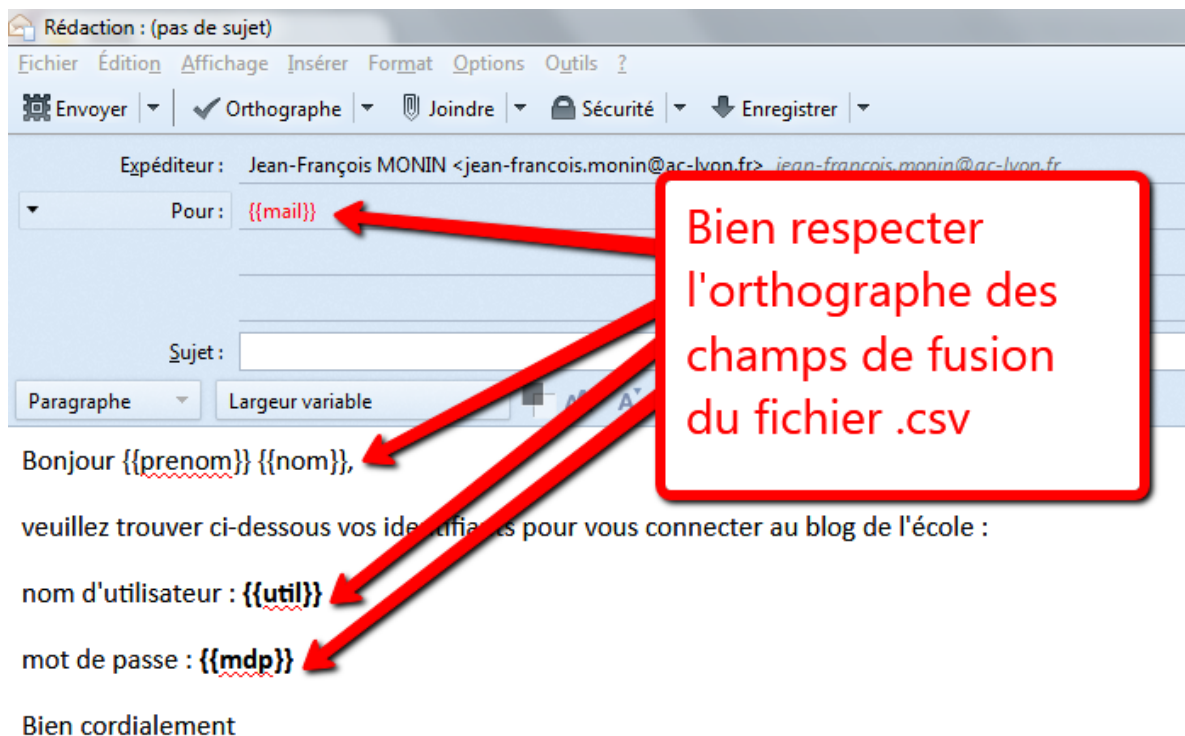 Rédaction : (pas de sujet)
Fichier Édition Affichage Insérer Format Options Outils ?
Envoyer Orthographe Joindre Sécurité Enregistrer
Expéditeur : Jean-François MONIN <jean-francois.monin@ac-lyon.fr> jean-francois.monin@ac-lyon.fr
Pour : {{mail}}
Bien respecter
l'orthographe des
champs de fusion
du fichier .csv
Sujet :
Paragraphe Largeur variable
Bonjour {{prenom}} {{nom}},
veuillez trouver ci-dessous vos identifiants pour vous connecter au blog de l'école :
nom d'utilisateur : {{util}}
mot de passe : {{mdp}}
Bien cordialement